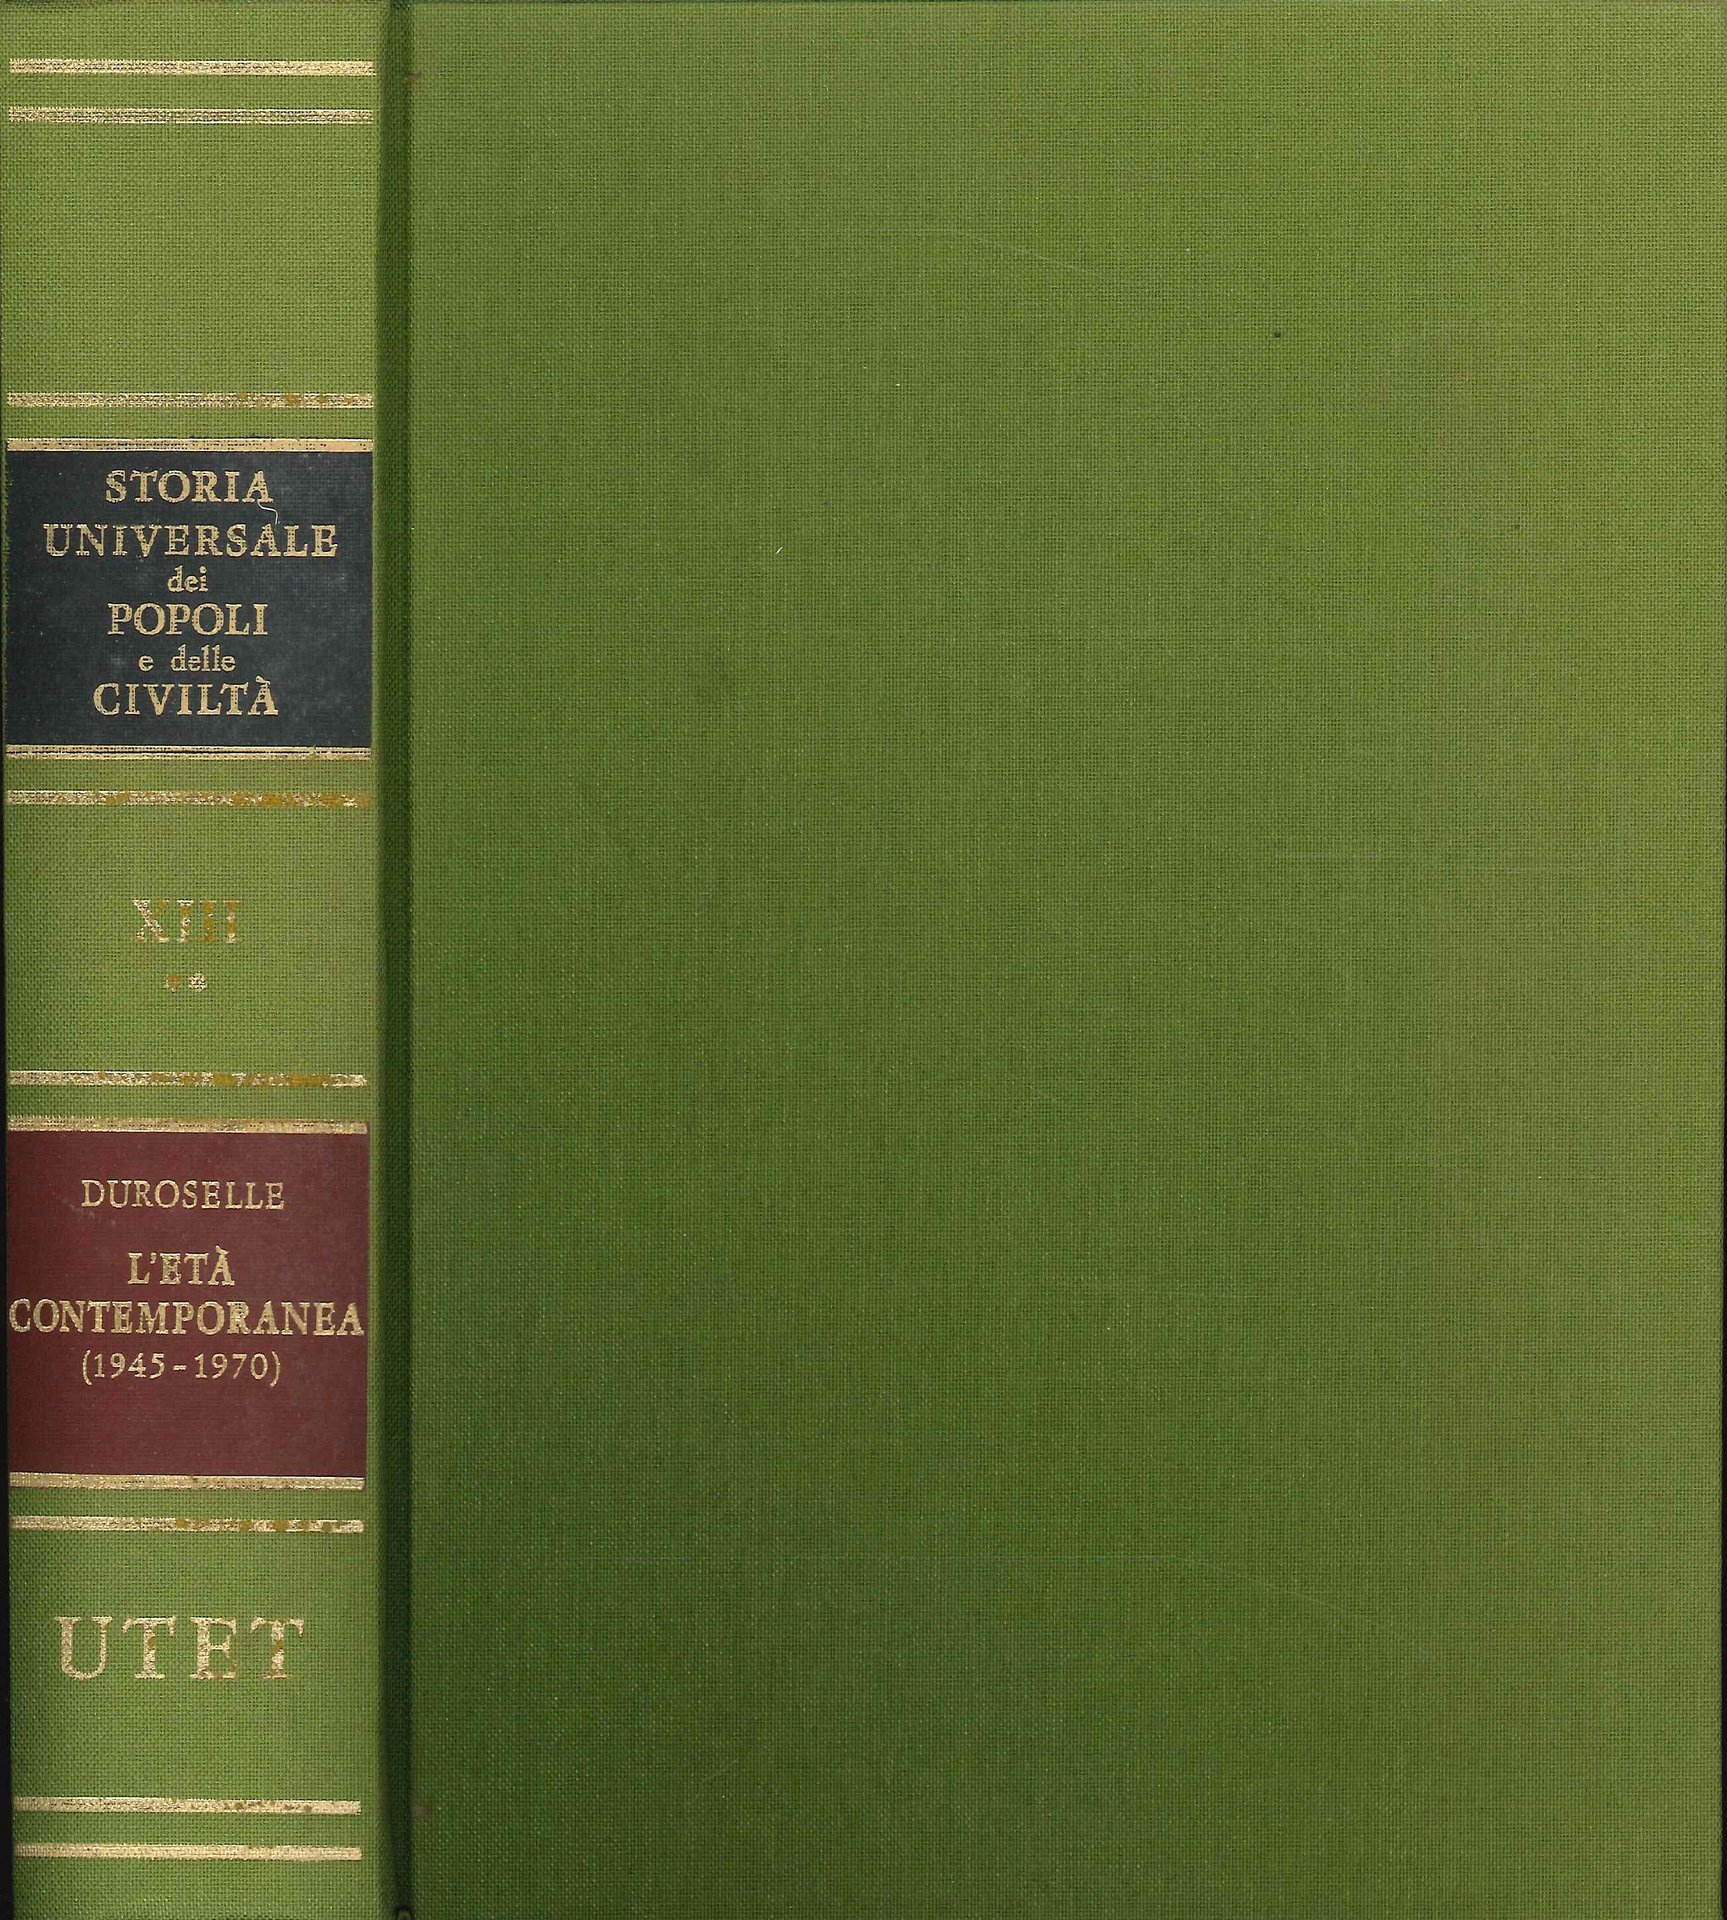 STORIA
UNIVERSALE
dei
POPOLI
e delle
CIVILTÀ
XIII
**
DUROSELLE
L'ETÀ
CONTEMPORANEA
(1945-1970)
UTET